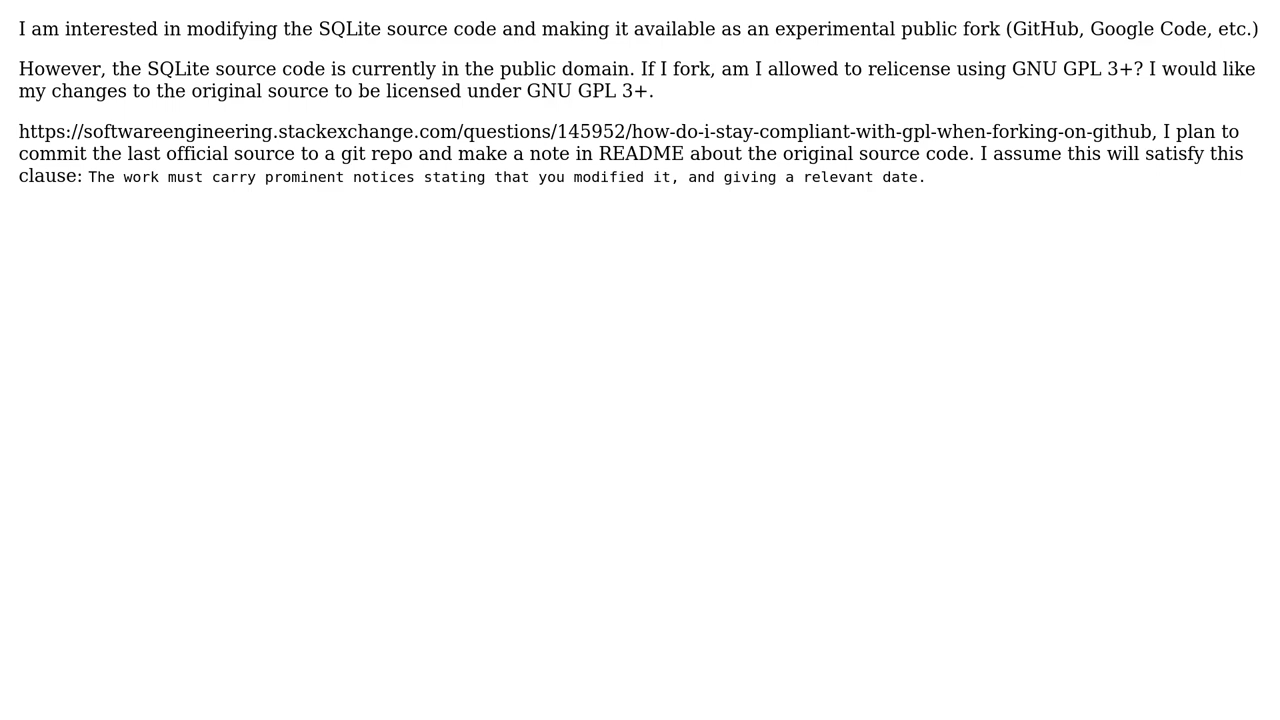 I am interested in modifying the SQLite source code and making it available as an experimental public fork (GitHub, Google Code, etc.)
However, the SQLite source code is currently in the public domain. If I fork, am I allowed to relicense using GNU GPL 3+? I would like
my changes to the original source to be licensed under GNU GPL 3+.
https://softwareengineering.stackexchange.com/questions/145952/how-do-i-stay-compliant-with-gpl-when-forking-on-github, I plan to
commit the last official source to a git repo and make a note in README about the original source code. I assume this will satisfy this
clause: The work must carry prominent notices stating that you modified it, and giving a relevant date.